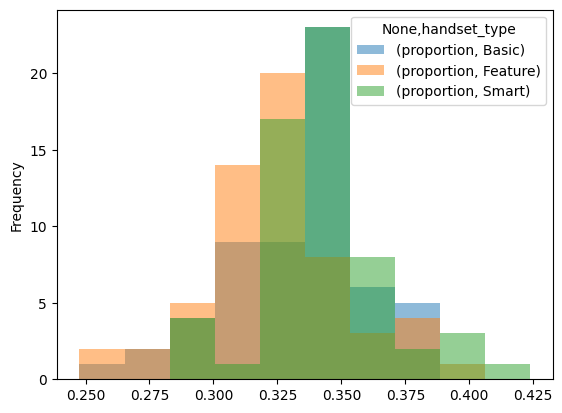 None,handset_type
(proportion, Basic)
(proportion, Feature)
(proportion, Smart)
Frequency
20
15
10
5
0
0.250 0.275 0.300 0.325 0.350 0.375 0.400 0.425